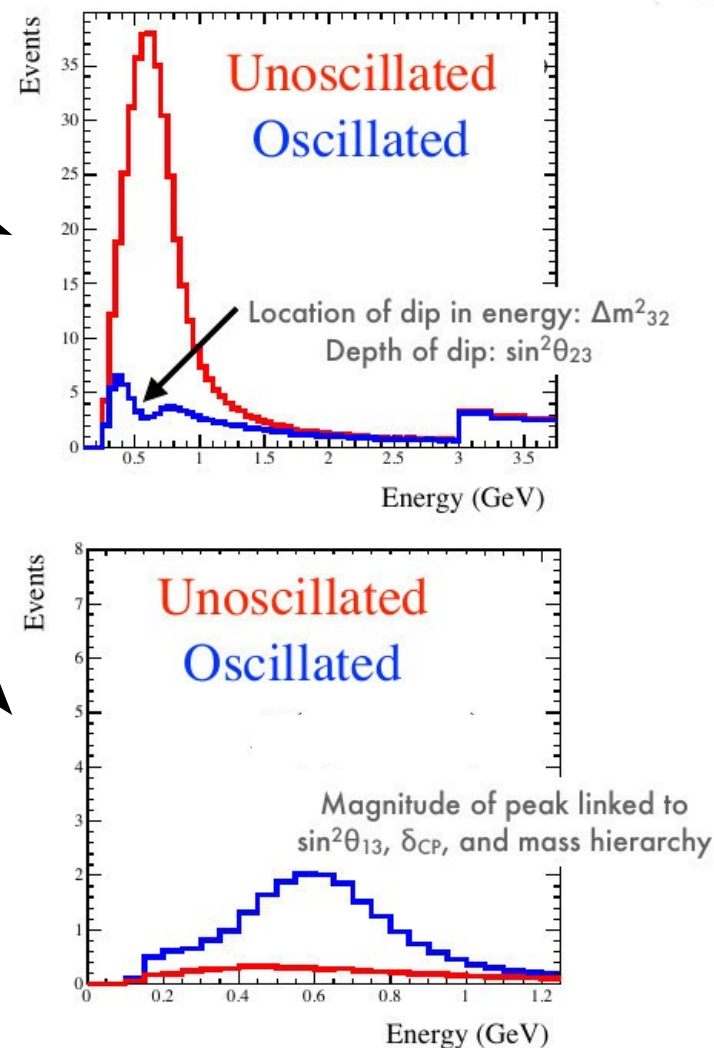 Events
35
30
25
20
15
10
5
0
Unoscillated
Oscillated
Location of dip in energy: Δm²₃₂
Depth of dip: sin²θ₂₃
0.5 1 1.5 2 2.5 3 3.5
Energy (GeV)
Events
8
7
6
5
4
3
2
1
0
Unoscillated
Oscillated
Magnitude of peak linked to
sin²θ₁₃, δCP, and mass hierarchy
0 0.2 0.4 0.6 0.8 1 1.2
Energy (GeV)